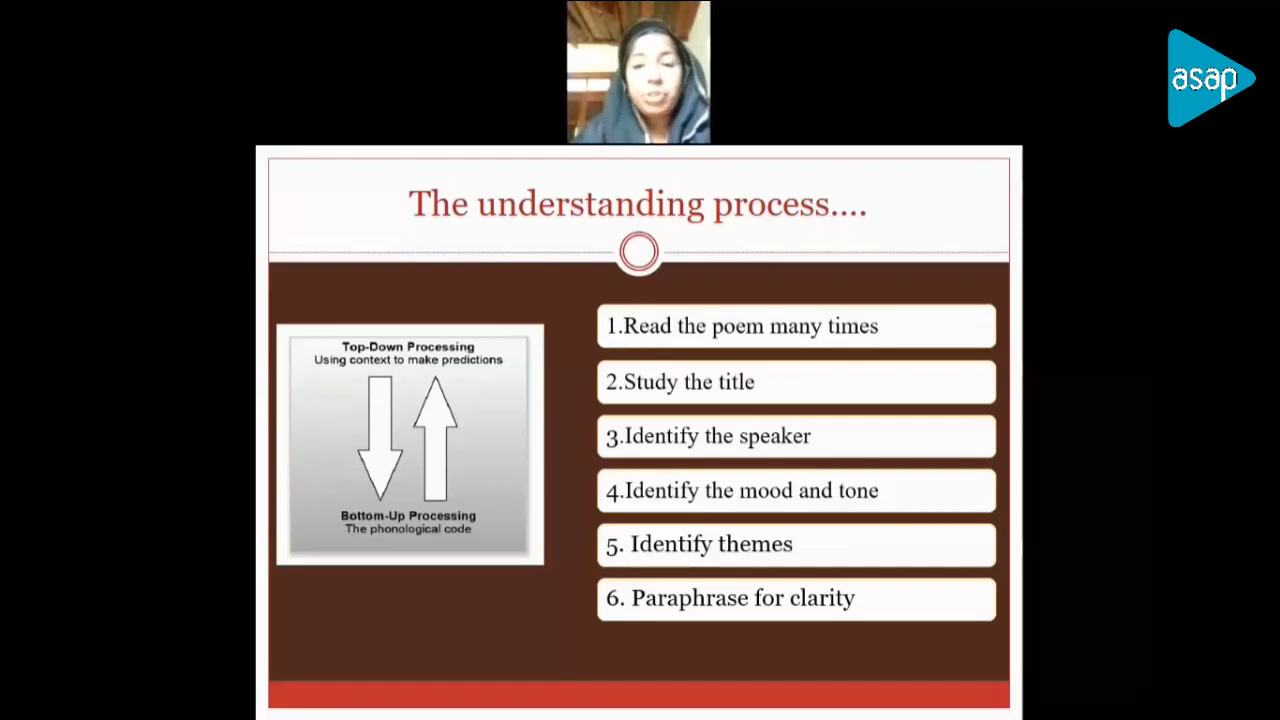 asap
The understanding process....
Top-Down Processing
Using context to make predictions
Bottom-Up Processing
The phonological code
1.Read the poem many times
2.Study the title
3.Identify the speaker
4.Identify the mood and tone
5. Identify themes
6. Paraphrase for clarity